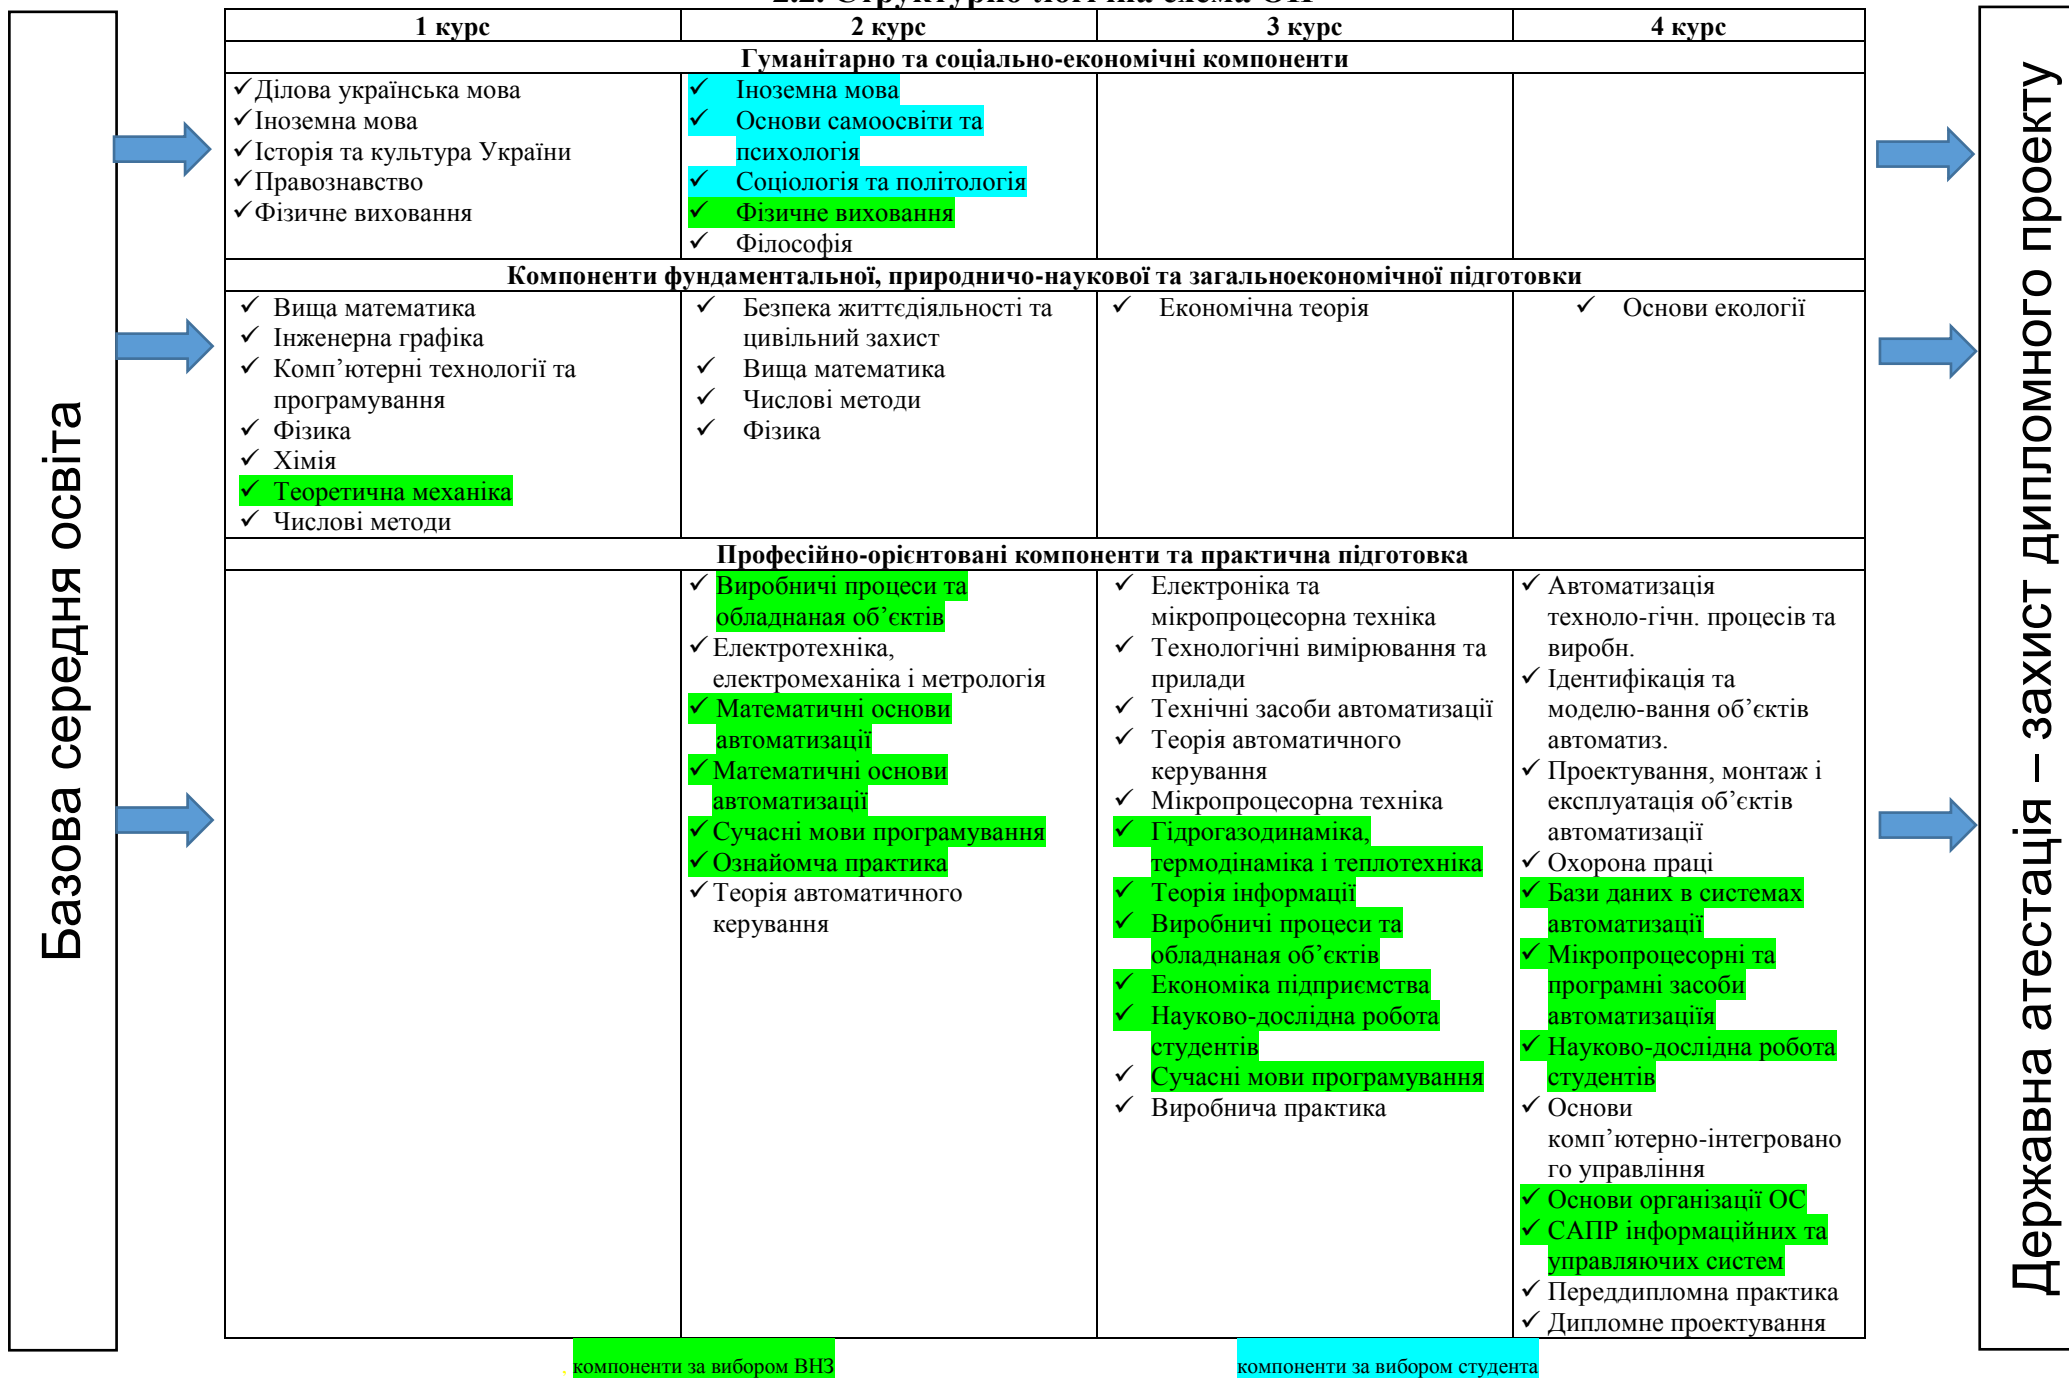 2.2. Структурно-логічна схема ОП
1 курс
2 курс
3 курс
4 курс
Гуманітарно та соціально-економічні компоненти
✓Ділова українська мова
✓Іноземна мова
✓Історія та культура України
✓Правознавство
✓Фізичне виховання
✓ Іноземна мова
✓ Основи самоосвіти та
психологія
✓ Соціологія та політологія
✓ Фізичне виховання
✓ Філософія
Компоненти фундаментальної, природничо-наукової та загальноекономічної підготовки
✓ Вища математика
✓ Інженерна графіка
✓ Комп’ютерні технології та
програмування
✓ Фізика
✓ Хімія
✓ Теоретична механіка
✓ Числові методи
✓ Безпека життєдіяльності та
цивільний захист
✓ Вища математика
✓ Числові методи
✓ Фізика
✓ Економічна теорія
✓ Основи екології
Професійно-орієнтовані компоненти та практична підготовка
✓ Виробничі процеси та
обладнаная об’єктів
✓ Електротехніка,
електромеханіка і метрологія
✓ Математичні основи
автоматизації
✓ Математичні основи
автоматизації
✓ Сучасні мови програмування
✓ Ознайомча практика
✓ Теорія автоматичного
керування
✓ Електроніка та
мікропроцесорна техніка
✓ Технологічні вимірювання та
прилади
✓ Технічні засоби автоматизації
✓ Теорія автоматичного
керування
✓ Мікропроцесорна техніка
✓ Гідрогазодинаміка,
термодінаміка і теплотехніка
✓ Теорія інформації
✓ Виробничі процеси та
обладнаная об’єктів
✓ Економіка підприємства
✓ Науково-дослідна робота
студентів
✓ Сучасні мови програмування
✓ Виробнича практика
✓ Автоматизація
техноло-гічн. процесів та
виробн.
✓ Ідентифікація та
моделю-вання об’єктів
автоматиз.
✓ Проектування, монтаж і
експлуатація об’єктів
автоматизації
✓ Охорона праці
✓ Бази даних в системах
автоматизації
✓ Мікропроцесорні та
програмні засоби
автоматизаціїя
✓ Науково-дослідна робота
студентів
✓ Основи
комп’ютерно-інтегровано
го управління
✓ Основи організації ОС
✓ САПР інформаційних та
управляючих систем
✓ Переддипломна практика
✓ Дипломне проектування
Базова середня освіта
Державна атестація – захист дипломного проекту
компоненти за вибором ВНЗ
компоненти за вибором студента